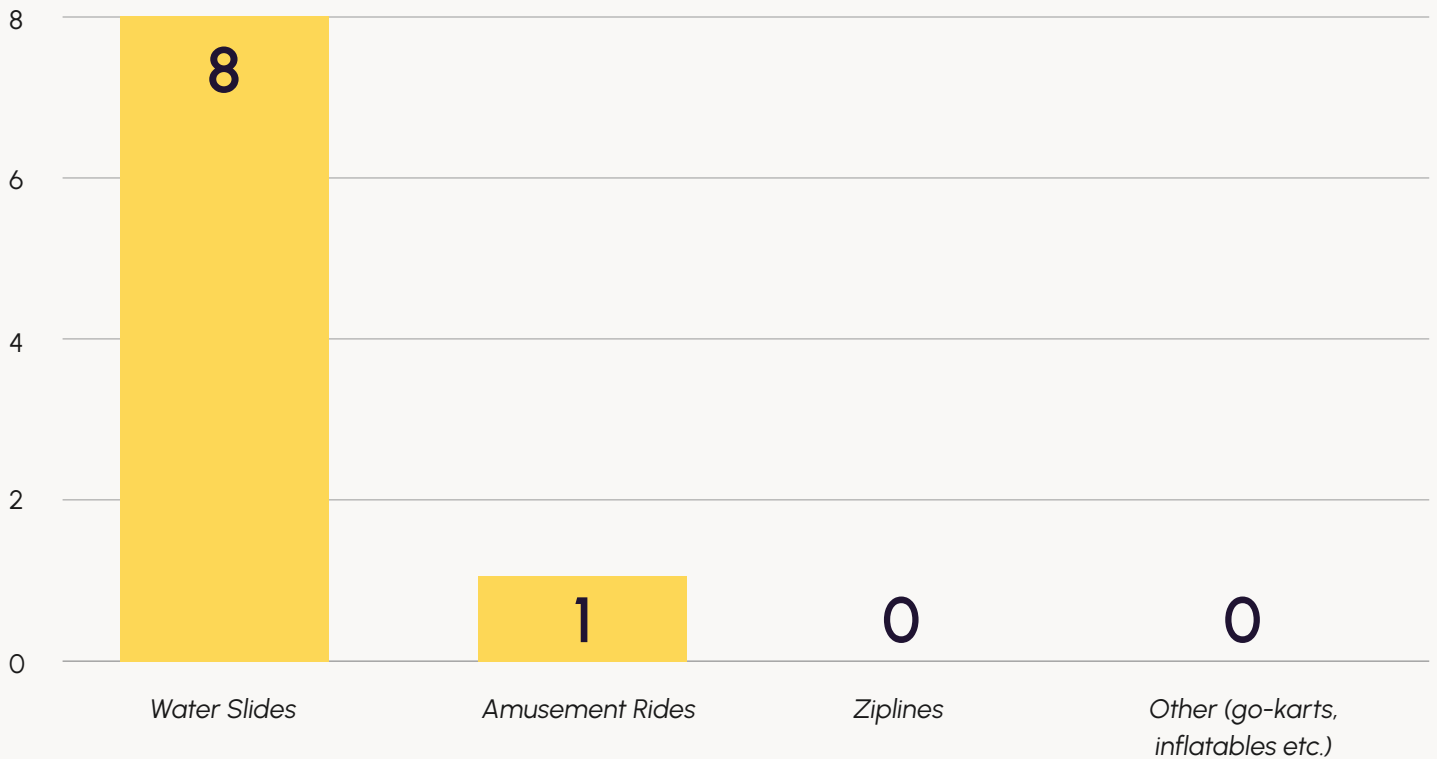 8
8
6
4
2
1
0
0
0
Water Slides
Amusement Rides
Ziplines
Other (go-karts,
inflatables etc.)